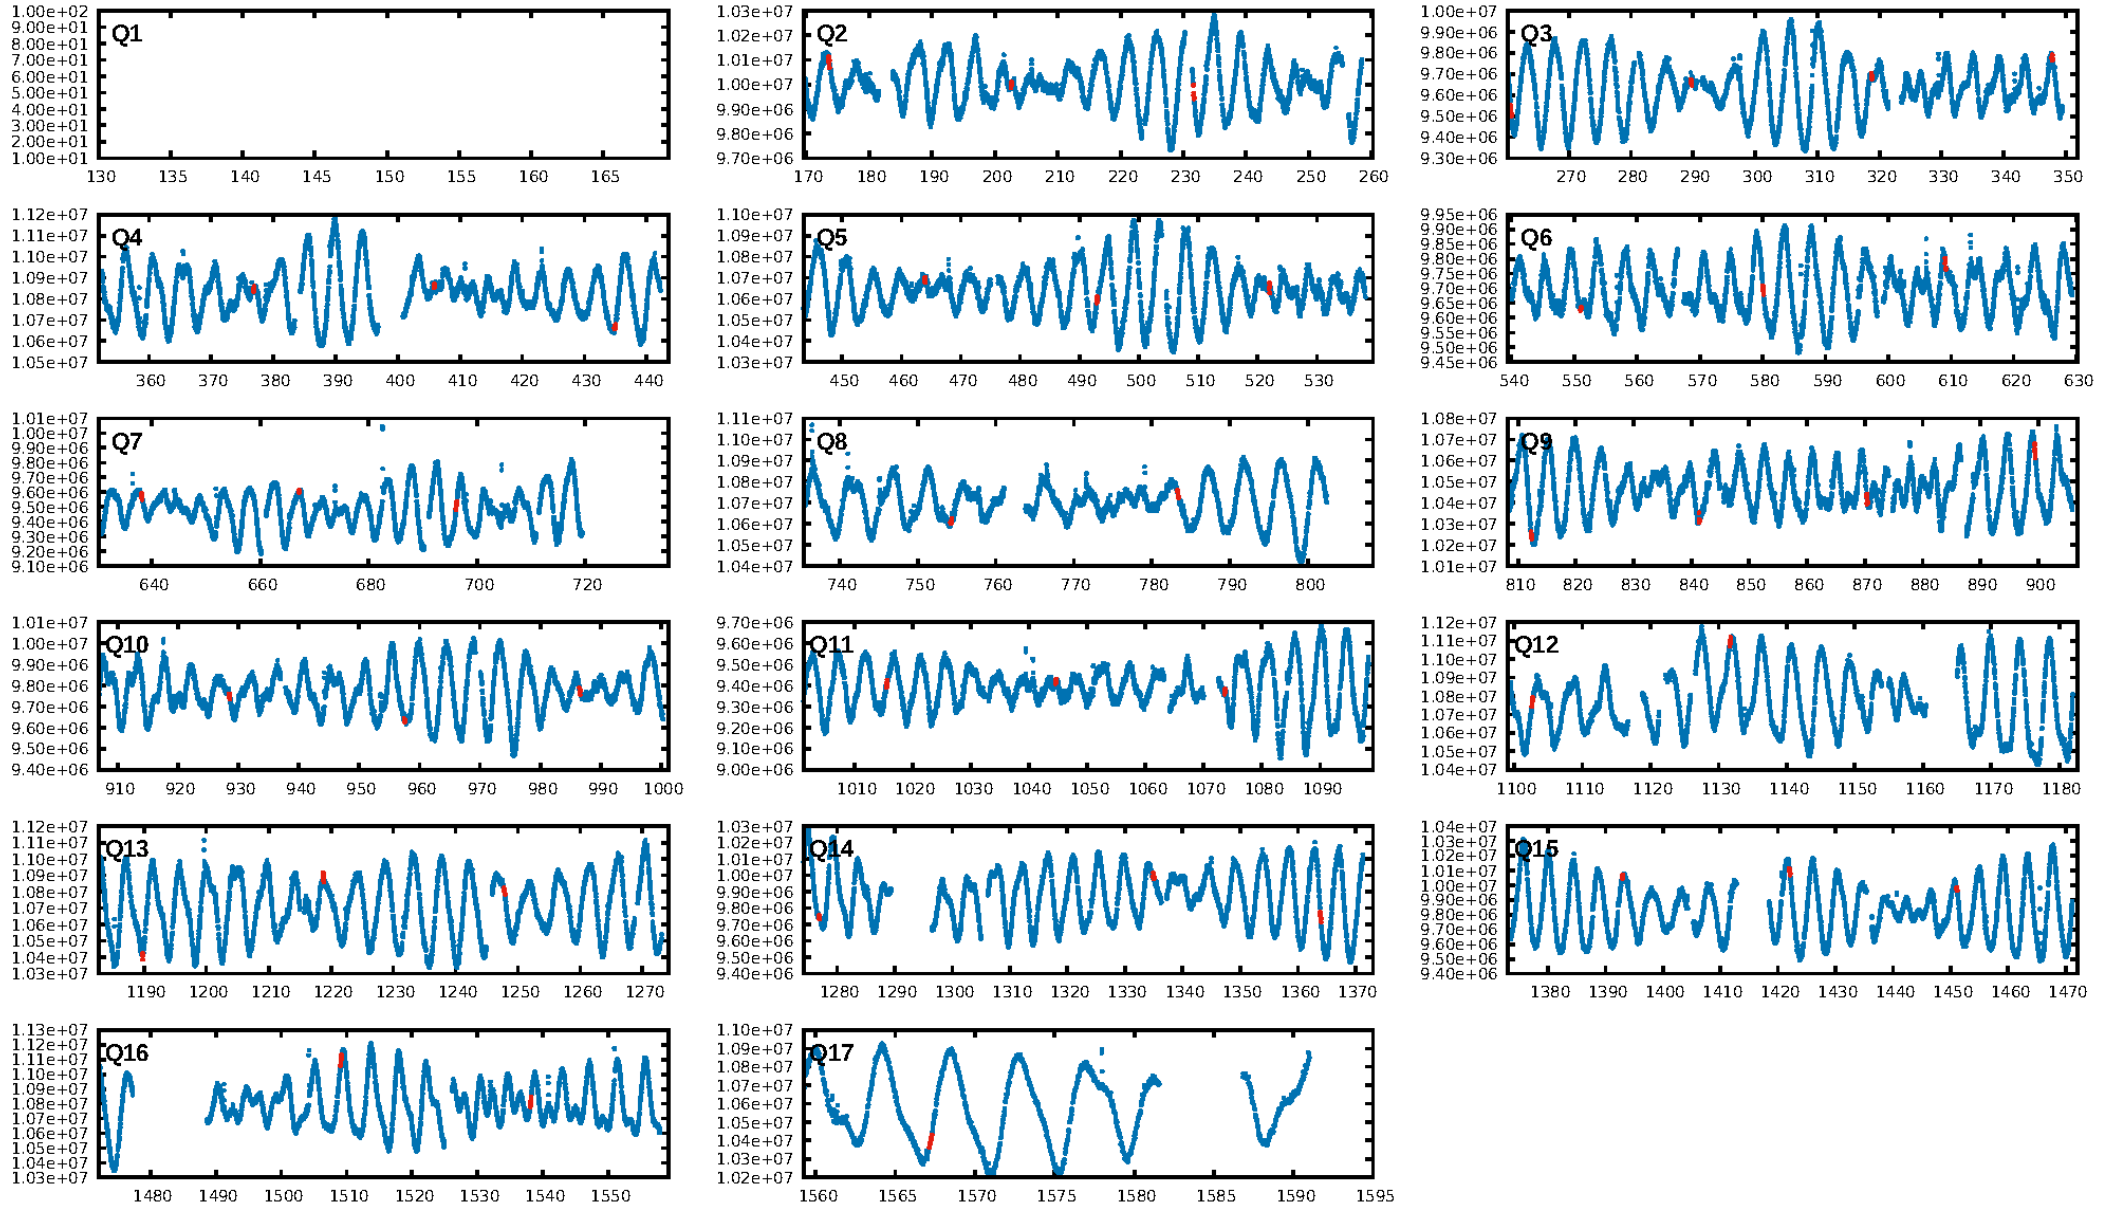 1.00e+02
9.00e+01
8.00e+01
7.00e+01
6.00e+01
5.00e+01
4.00e+01
3.00e+01
2.00e+01
1.00e+01
Q1
130 135 140 145 150 155 160 165
1.03e+07
1.02e+07
1.01e+07
1.00e+07
9.90e+06
9.80e+06
9.70e+06
Q2
170 180 190 200 210 220 230 240 250 260
1.00e+07
9.90e+06
9.80e+06
9.70e+06
9.60e+06
9.50e+06
9.40e+06
9.30e+06
Q3
270 280 290 300 310 320 330 340 350
1.12e+07
1.11e+07
1.10e+07
1.09e+07
1.08e+07
1.07e+07
1.06e+07
1.05e+07
Q4
360 370 380 390 400 410 420 430 440
1.10e+07
1.09e+07
1.08e+07
1.07e+07
1.06e+07
1.05e+07
1.04e+07
1.03e+07
Q5
450 460 470 480 490 500 510 520 530
9.95e+06
9.90e+06
9.85e+06
9.80e+06
9.75e+06
9.70e+06
9.65e+06
9.60e+06
9.55e+06
9.50e+06
9.45e+06
Q6
540 550 560 570 580 590 600 610 620 630
1.01e+07
1.00e+07
9.90e+06
9.80e+06
9.70e+06
9.60e+06
9.50e+06
9.40e+06
9.30e+06
9.20e+06
9.10e+06
Q7
640 660 680 700 720
1.11e+07
1.10e+07
1.09e+07
1.08e+07
1.07e+07
1.06e+07
1.05e+07
1.04e+07
Q8
740 750 760 770 780 790 800
1.08e+07
1.07e+07
1.06e+07
1.05e+07
1.04e+07
1.03e+07
1.02e+07
1.01e+07
Q9
810 820 830 840 850 860 870 880 890 900
1.01e+07
1.00e+07
9.90e+06
9.80e+06
9.70e+06
9.60e+06
9.50e+06
9.40e+06
Q10
910 920 930 940 950 960 970 980 990 1000
9.70e+06
9.60e+06
9.50e+06
9.40e+06
9.30e+06
9.20e+06
9.10e+06
9.00e+06
Q11
1010 1020 1030 1040 1050 1060 1070 1080 1090
1.12e+07
1.11e+07
1.10e+07
1.09e+07
1.08e+07
1.07e+07
1.06e+07
1.05e+07
1.04e+07
Q12
1100 1110 1120 1130 1140 1150 1160 1170 1180
1.12e+07
1.11e+07
1.10e+07
1.09e+07
1.08e+07
1.07e+07
1.06e+07
1.05e+07
1.04e+07
1.03e+07
Q13
1190 1200 1210 1220 1230 1240 1250 1260 1270
1.03e+07
1.02e+07
1.01e+07
1.00e+07
9.90e+06
9.80e+06
9.70e+06
9.60e+06
9.50e+06
9.40e+06
Q14
1280 1290 1300 1310 1320 1330 1340 1350 1360 1370
1.04e+07
1.03e+07
1.02e+07
1.01e+07
1.00e+07
9.90e+06
9.80e+06
9.70e+06
9.60e+06
9.50e+06
9.40e+06
Q15
1380 1390 1400 1410 1420 1430 1440 1450 1460 1470
1.13e+07
1.12e+07
1.11e+07
1.10e+07
1.09e+07
1.08e+07
1.07e+07
1.06e+07
1.05e+07
1.04e+07
1.03e+07
Q16
1480 1490 1500 1510 1520 1530 1540 1550
1.10e+07
1.09e+07
1.08e+07
1.07e+07
1.06e+07
1.05e+07
1.04e+07
1.03e+07
1.02e+07
Q17
1560 1565 1570 1575 1580 1585 1590 1595